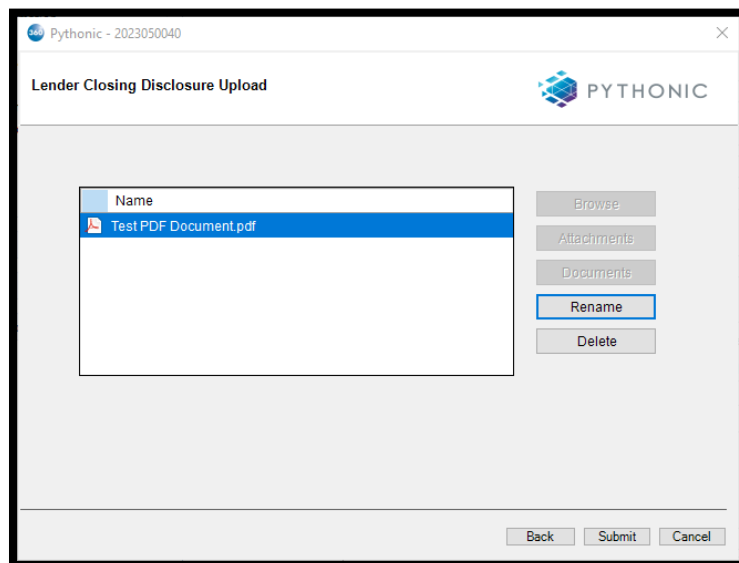 360 Pythonic - 2023050040
Lender Closing Disclosure Upload
PYTHONIC
Name
Test PDF Document.pdf
Browse
Attachments
Documents
Rename
Delete
Back Submit Cancel